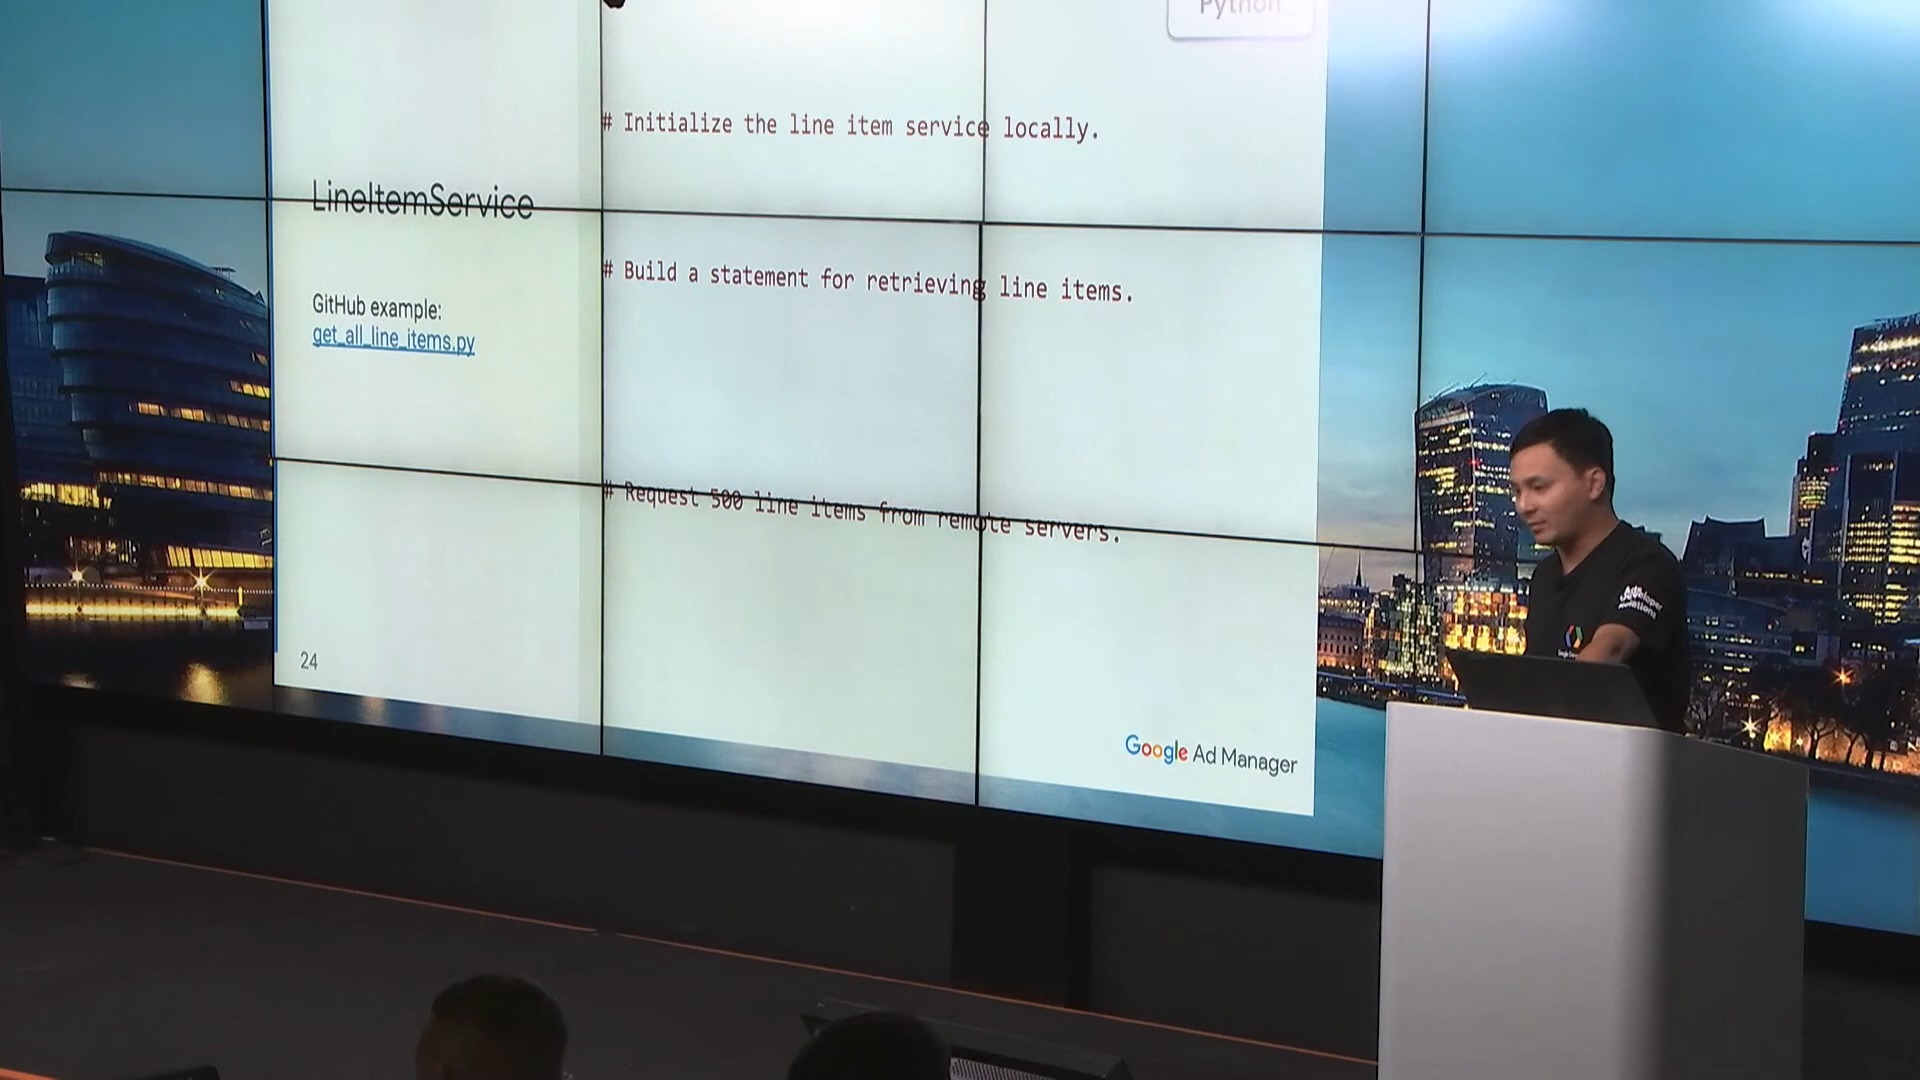 Python
# Initialize the line item service locally.
LineItemService
# Build a statement for retrieving line items.
GitHub example:
get_all_line_items.py
# Request 500 line items from remote servers.
24
Google Ad Manager